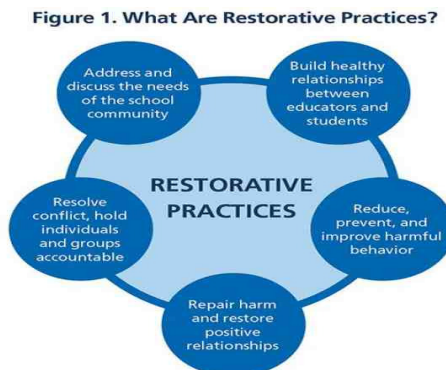 Figure 1. What Are Restorative Practices?
Address and
discuss the needs
of the school
community
Build healthy
relationships
between
educators and
students
RESTORATIVE
PRACTICES
Resolve
conflict, hold
individuals
and groups
accountable
Reduce,
prevent, and
improve harmful
behavior
Repair harm
and restore
positive
relationships